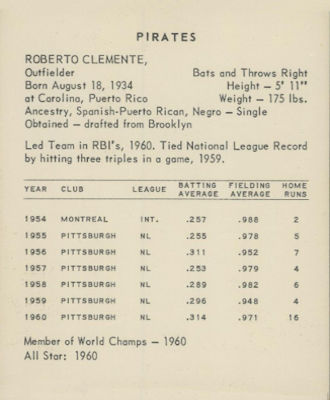 PIRATES
ROBERTO CLEMENTE,
Outfielder Bats and Throws Right
Born August 18, 1934 Height – 5' 11"
at Carolina, Puerto Rico Weight – 175 lbs.
Ancestry, Spanish-Puerto Rican, Negro – Single
Obtained – drafted from Brooklyn
Led Team in RBI's, 1960. Tied National League Record
by hitting three triples in a game, 1959.
YEAR CLUB LEAGUE BATTING AVERAGE FIELDING AVERAGE HOME RUNS
1954 MONTREAL INT. .257 .988 2
1955 PITTSBURGH NL .255 .978 5
1956 PITTSBURGH NL .311 .952 7
1957 PITTSBURGH NL .253 .979 4
1958 PITTSBURGH NL .289 .982 6
1959 PITTSBURGH NL .296 .948 4
1960 PITTSBURGH NL .314 .971 16
Member of World Champs – 1960
All Star: 1960